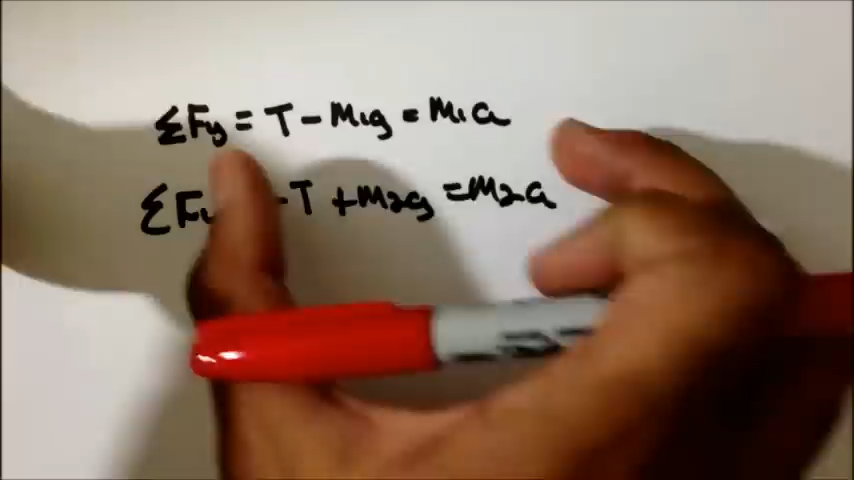 ΣFy = T - m₁g = m₁a
ΣF -T + m₂g = m₂a